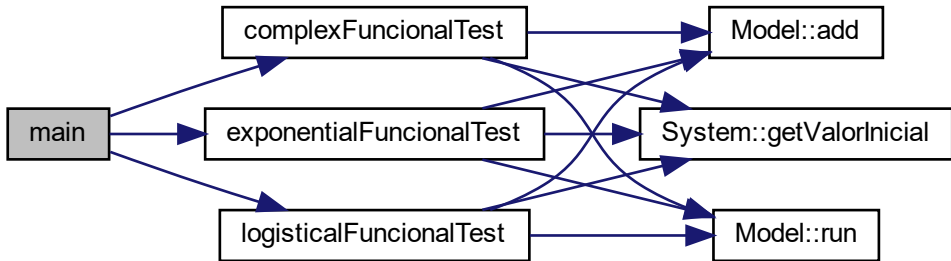 main
complexFuncionalTest
exponentialFuncionalTest
logisticalFuncionalTest
Model::add
System::getValorInicial
Model::run